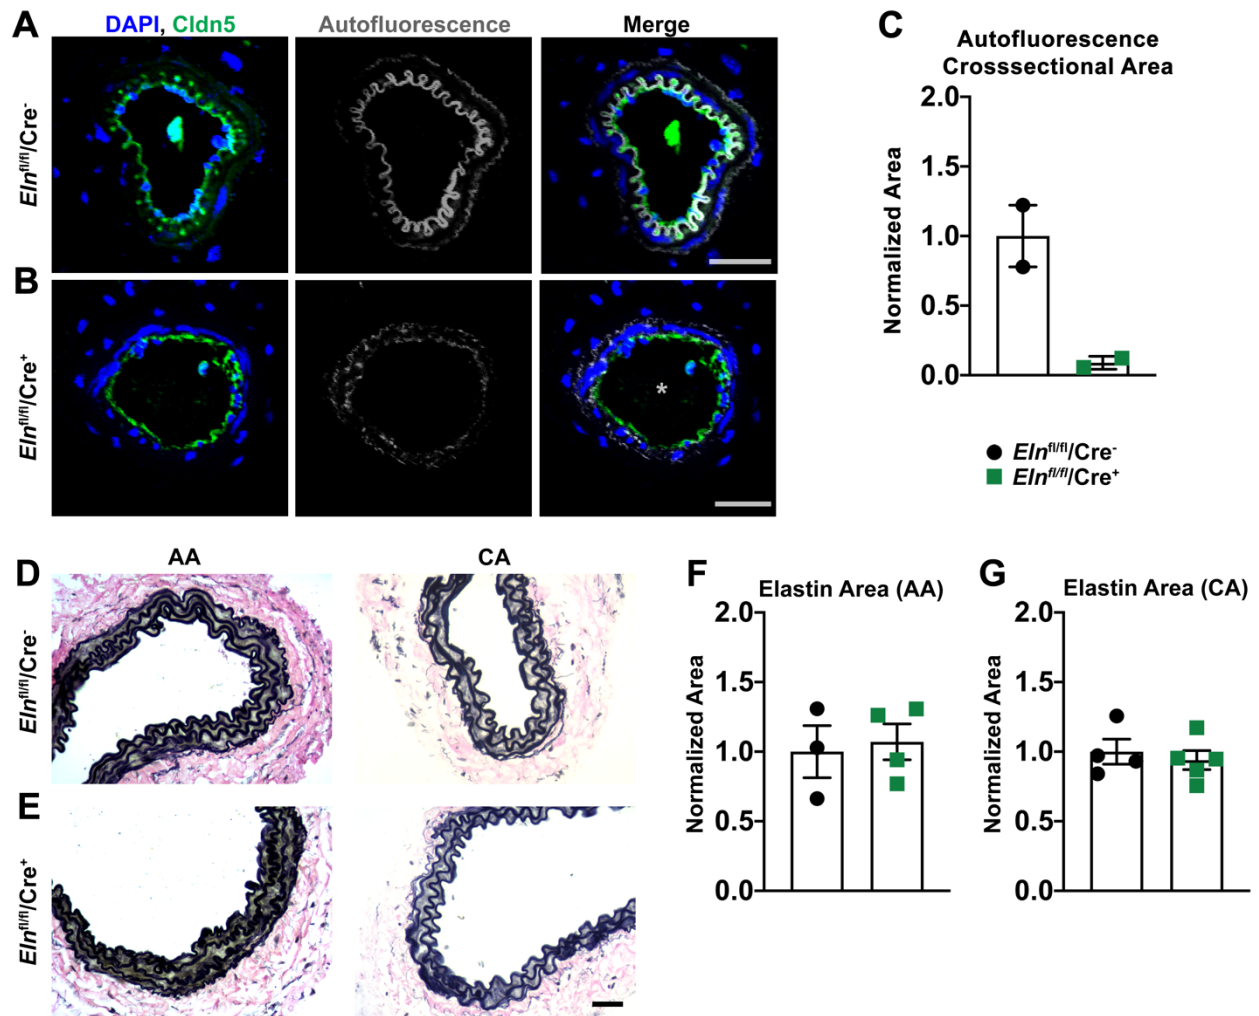 A
DAPI, Cldn5
Autofluorescence
Merge
Elnfl/fl/Cre-
B
Elnfl/fl/Cre+
*
C
Autofluorescence
Crosssectional Area
Normalized Area
2.0
1.5
1.0
0.5
0.0
Elnfl/fl/Cre-
Elnfl/fl/Cre+
AA
CA
D
Elnfl/fl/Cre-
E
Elnfl/fl/Cre+
F
Elastin Area (AA)
Normalized Area
2.0
1.5
1.0
0.5
0.0
G
Elastin Area (CA)
Normalized Area
2.0
1.5
1.0
0.5
0.0